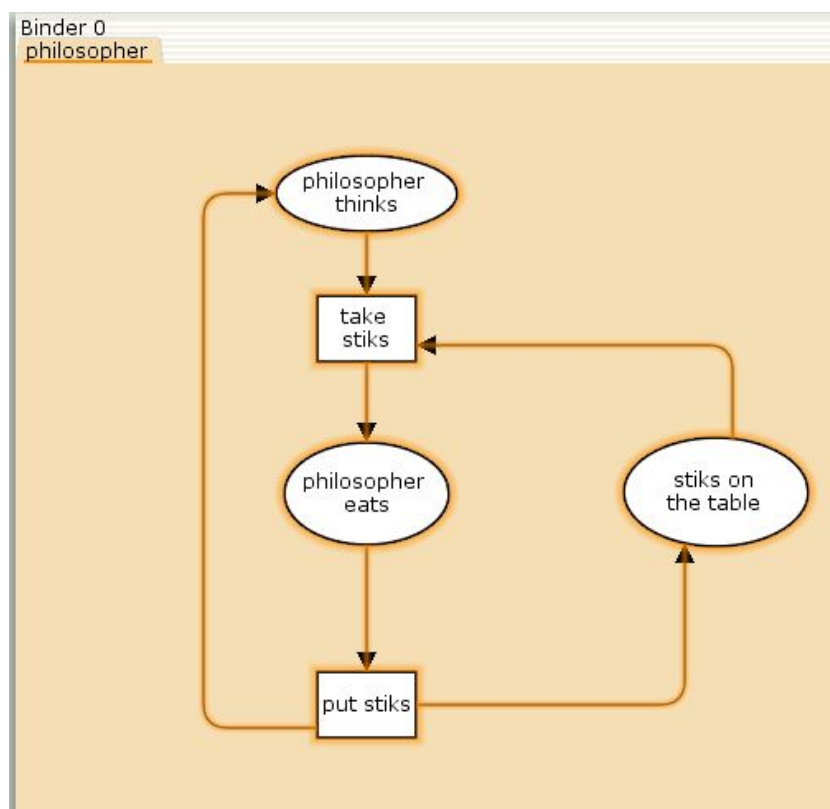 Binder 0
philosopher
philosopher
thinks
take
stiks
philosopher
eats
stiks on
the table
put stiks